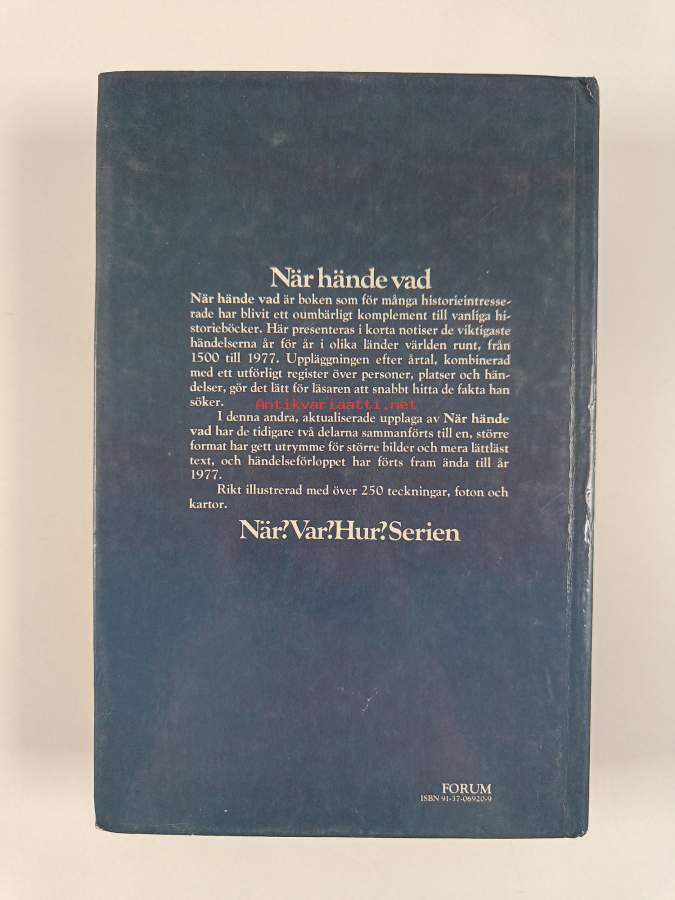 När hände vad
När hände vad är boken som för många historieintresse-
rade har blivit ett oumbärligt komplement till vanliga hi-
storieböcker. Här presenteras i korta notiser de viktigaste
händelserna år för år i olika länder världen runt, från
1500 till 1977. Uppläggningen efter årtal, kombinerad
med ett utförligt register över personer, platser och hän-
delser, gör det lätt för läsaren att snabbt hitta de fakta han
söker.
Antikvariaatti.net
I denna andra, aktualiserade upplaga av När hände
vad har de tidigare två delarna sammanförts till en, större
format har gett utrymme för större bilder och mera lättläst
text, och händelseförloppet har förts fram ända till år
1977.
Rikt illustrerad med över 250 teckningar, foton och
kartor.
När?Var?Hur?Serien
FORUM
ISBN 91-37-06920-9